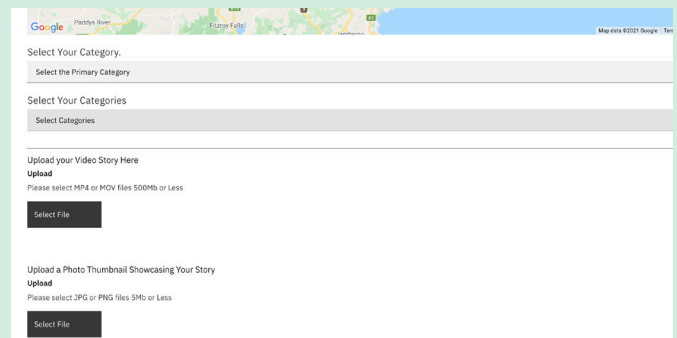 Google
Paddys River
Fitzroy Falls
A1
Map data ©2021 Google
Select Your Category.
Select the Primary Category
Select Your Categories
Select Categories
Upload your Video Story Here
Upload
Please select MP4 or MOV files 500Mb or Less
Select File
Upload a Photo Thumbnail Showcasing Your Story
Upload
Please select JPG or PNG files 5Mb or Less
Select File